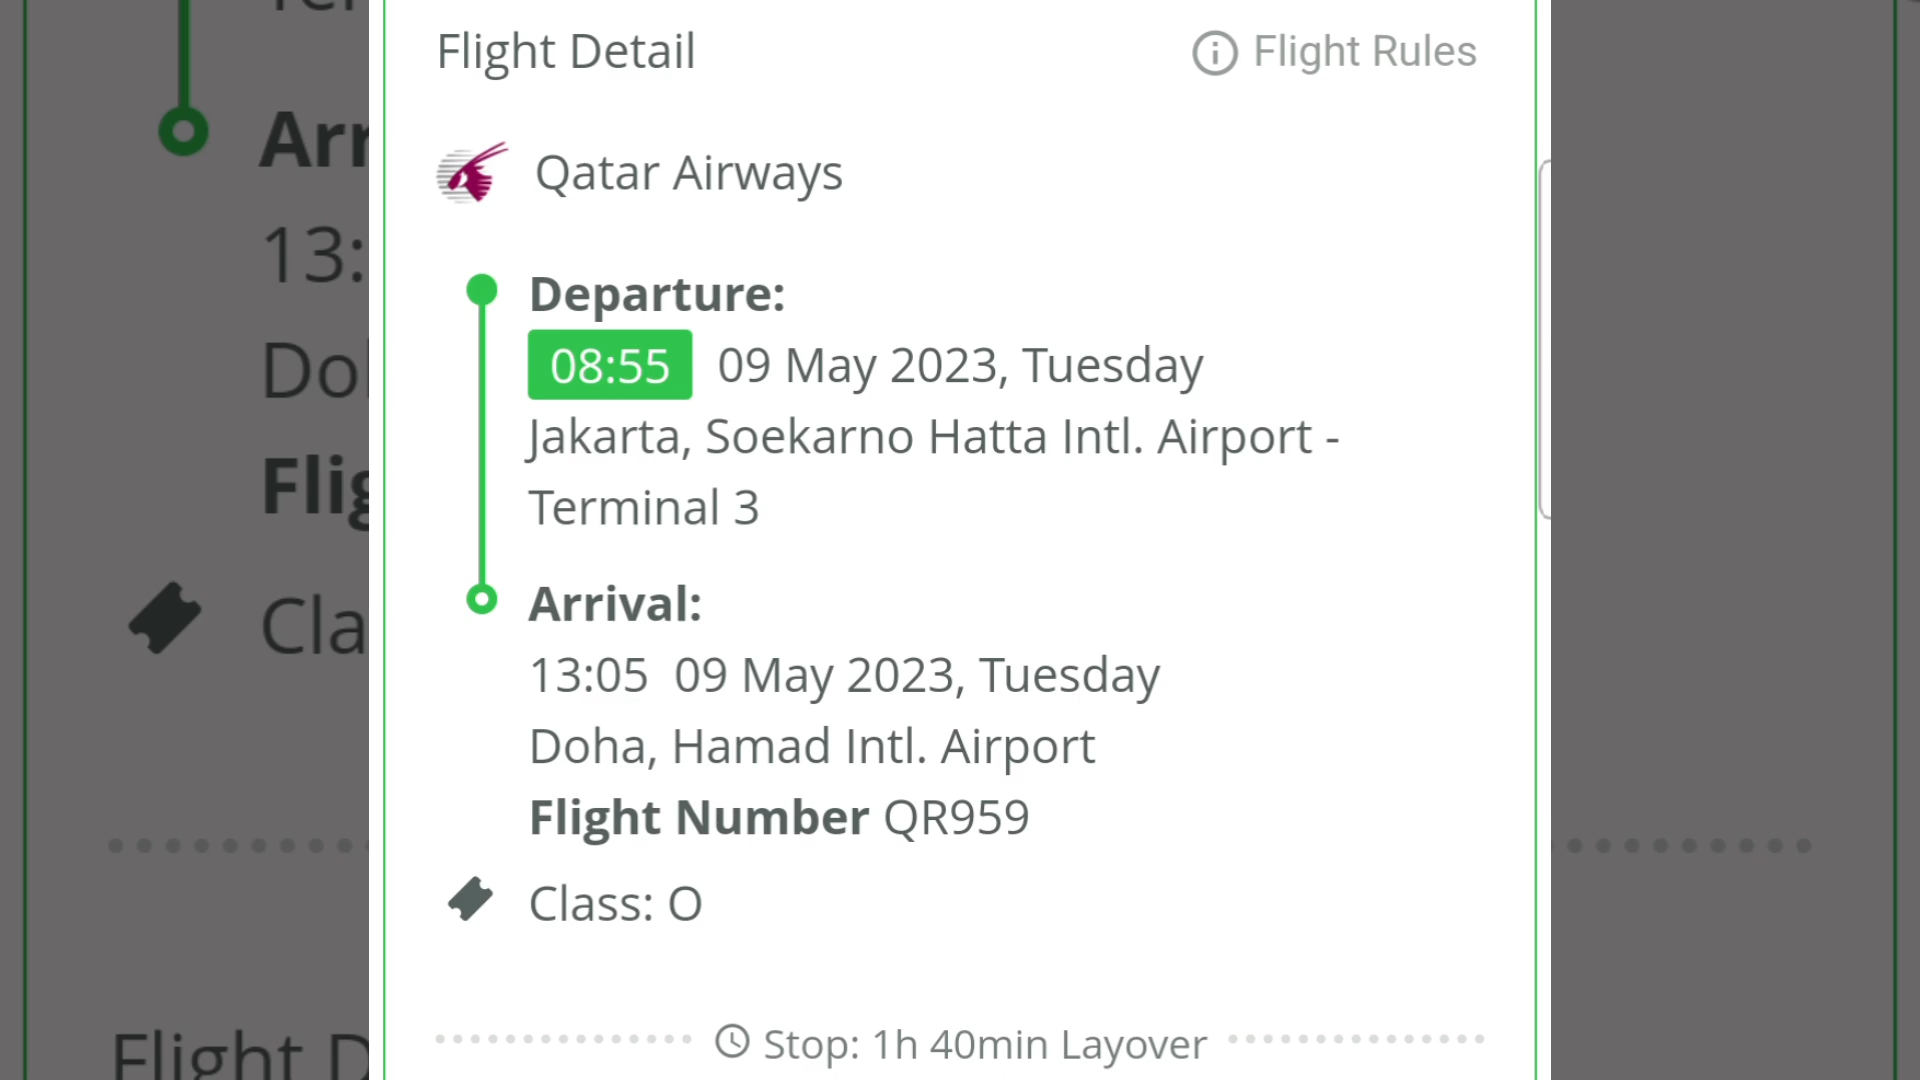 Flight Detail
Flight Rules
Qatar Airways
Departure:
08:55 09 May 2023, Tuesday
Jakarta, Soekarno Hatta Intl. Airport -
Terminal 3
Arrival:
13:05 09 May 2023, Tuesday
Doha, Hamad Intl. Airport
Flight Number QR959
Class: O
Stop: 1h 40min Layover